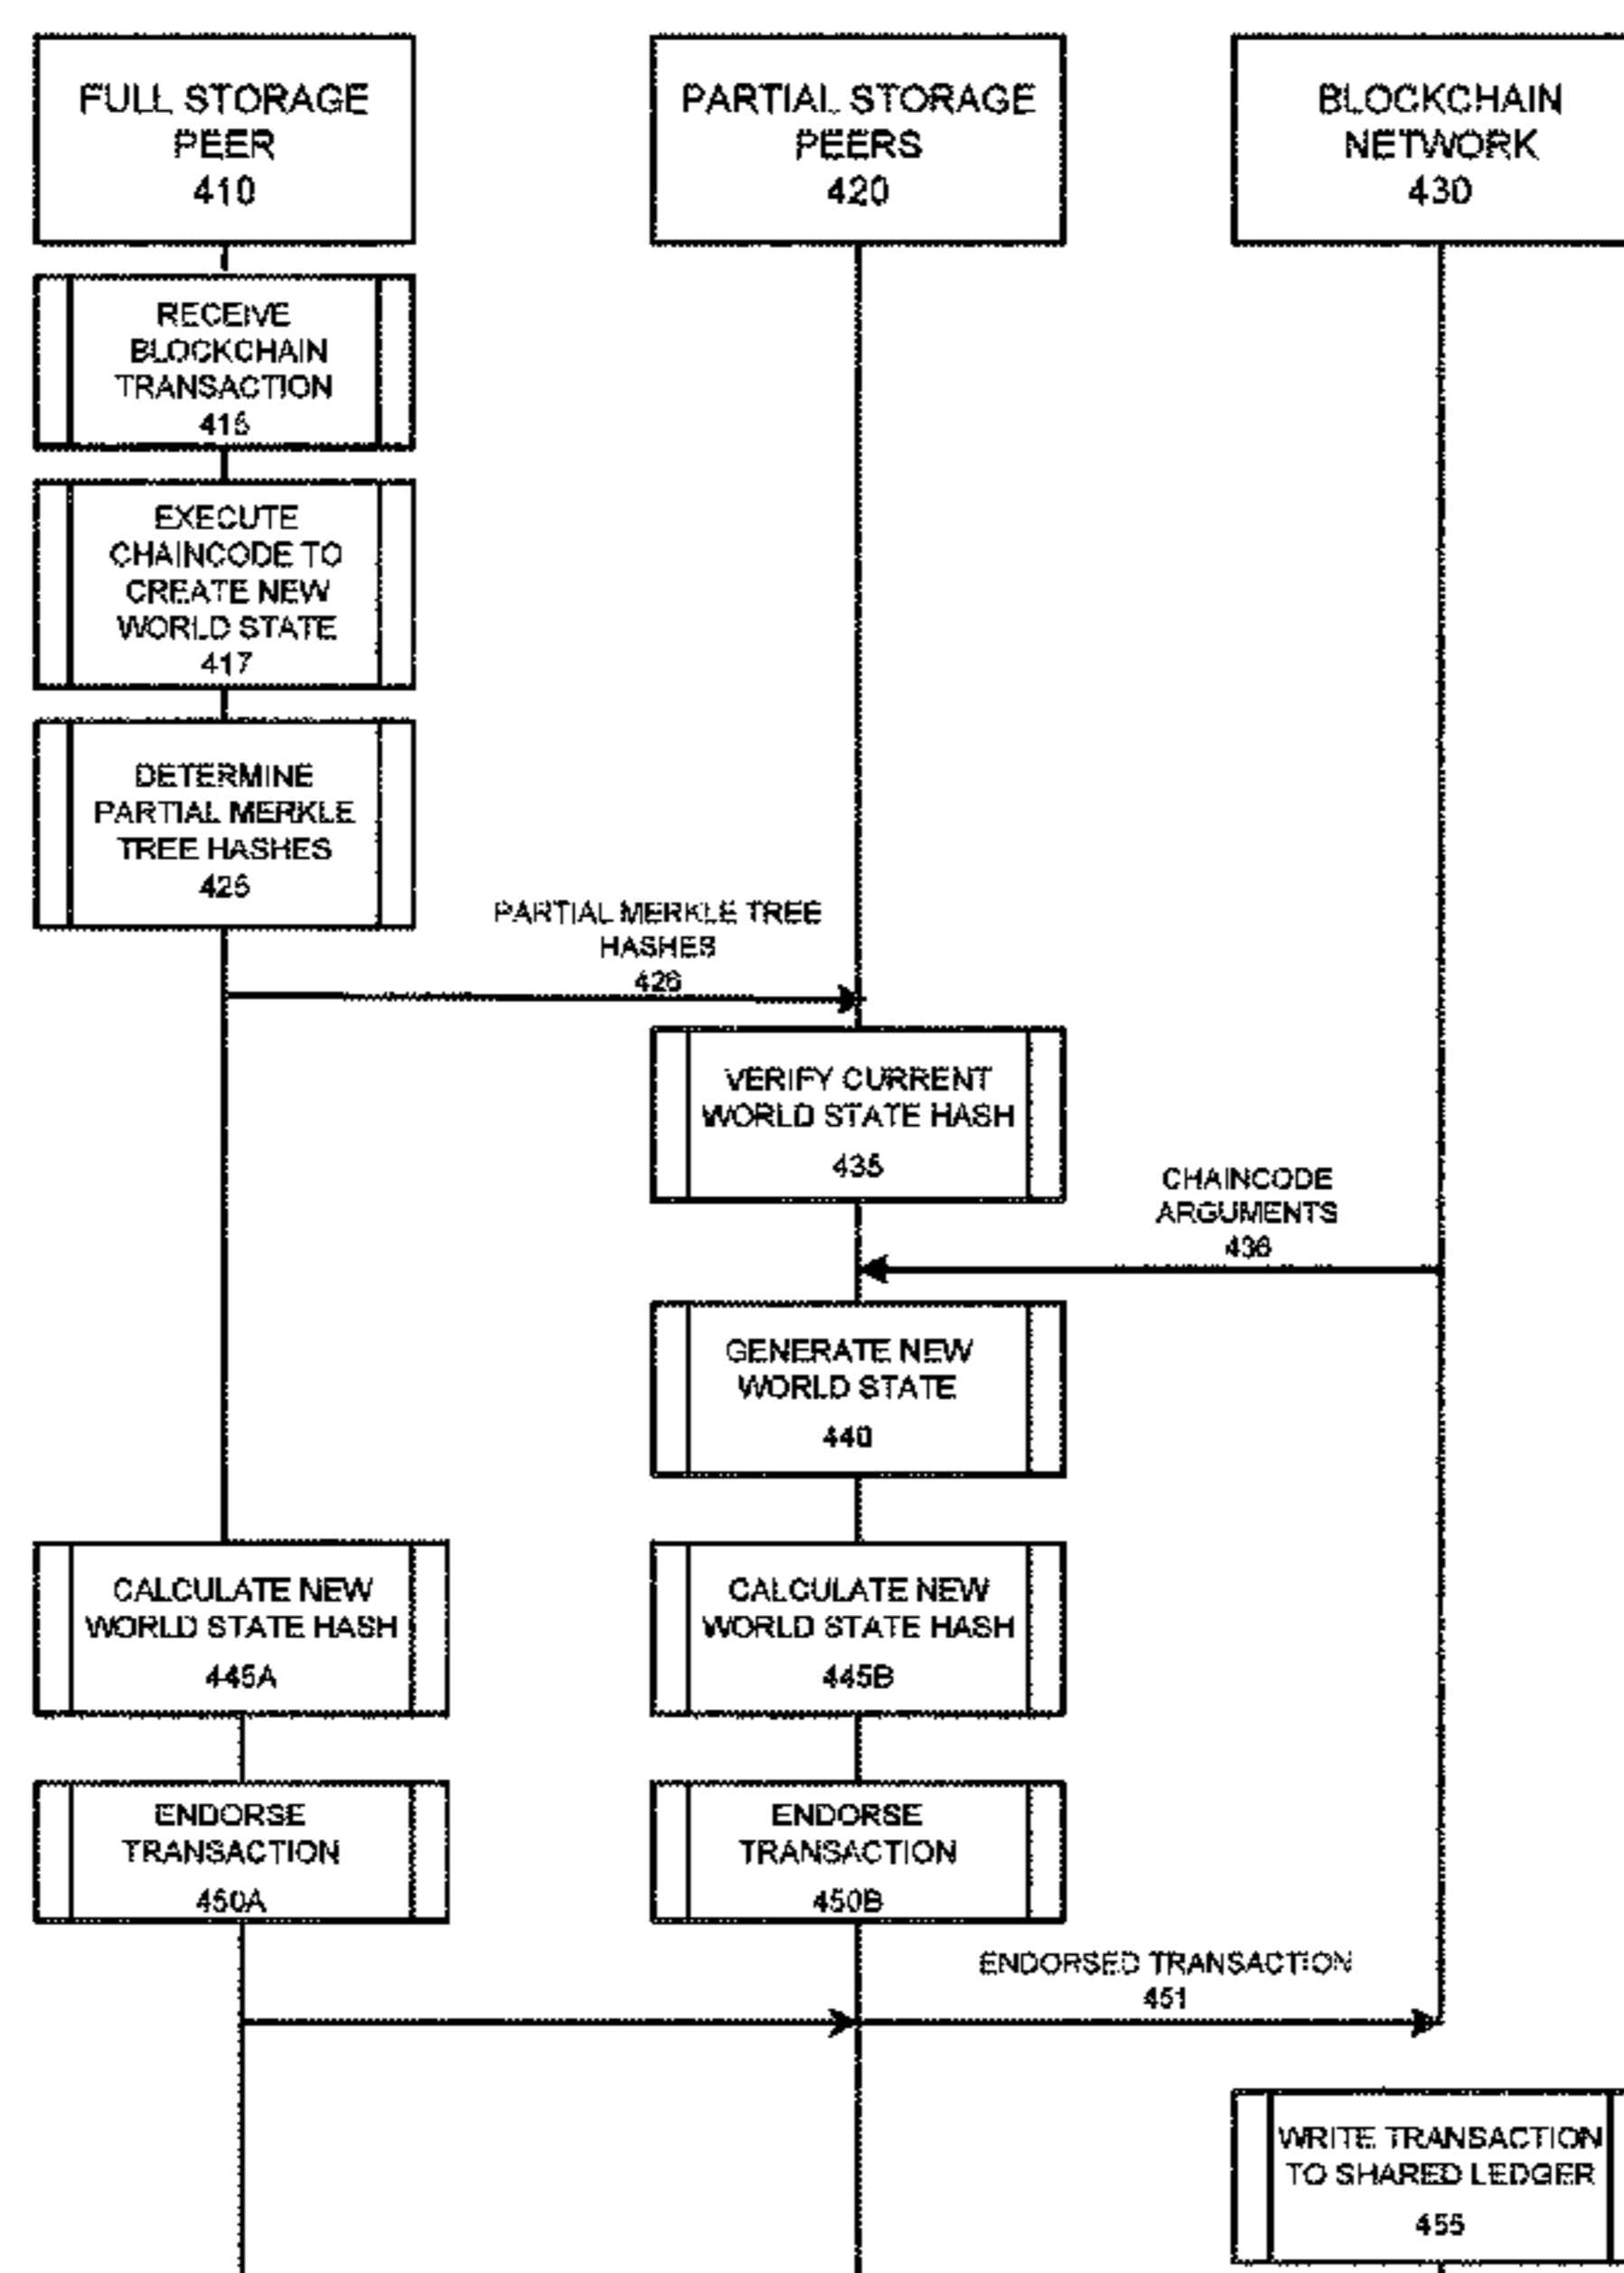 FULL STORAGE
PEER
410
PARTIAL STORAGE
PEERS
420
BLOCKCHAIN
NETWORK
430
RECEIVE
BLOCKCHAIN
TRANSACTION
415
EXECUTE
CHAINCODE TO
CREATE NEW
WORLD STATE
417
DETERMINE
PARTIAL MERKLE
TREE HASHES
425
PARTIAL MERKLE TREE
HASHES
426
VERIFY CURRENT
WORLD STATE HASH
435
CHAINCODE
ARGUMENTS
436
GENERATE NEW
WORLD STATE
440
CALCULATE NEW
WORLD STATE HASH
445A
CALCULATE NEW
WORLD STATE HASH
445B
ENDORSE
TRANSACTION
450A
ENDORSE
TRANSACTION
450B
ENDORSED TRANSACTION
451
WRITE TRANSACTION
TO SHARED LEDGER
455